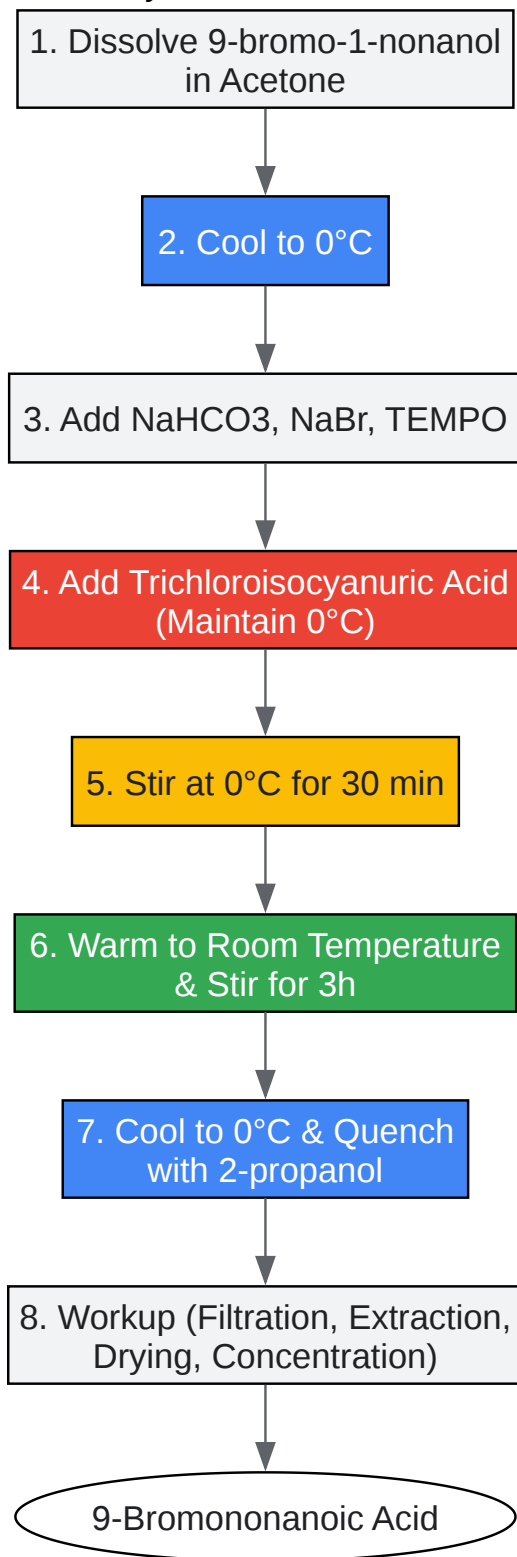 1. Dissolve 9-bromo-1-nonanol
in Acetone
2. Cool to 0°C
3. Add NaHCO3, NaBr, TEMPO
4. Add Trichloroisocyanuric Acid
(Maintain 0°C)
5. Stir at 0°C for 30 min
6. Warm to Room Temperature
& Stir for 3h
7. Cool to 0°C & Quench
with 2-propanol
8. Workup (Filtration, Extraction,
Drying, Concentration)
9-Bromononanoic Acid